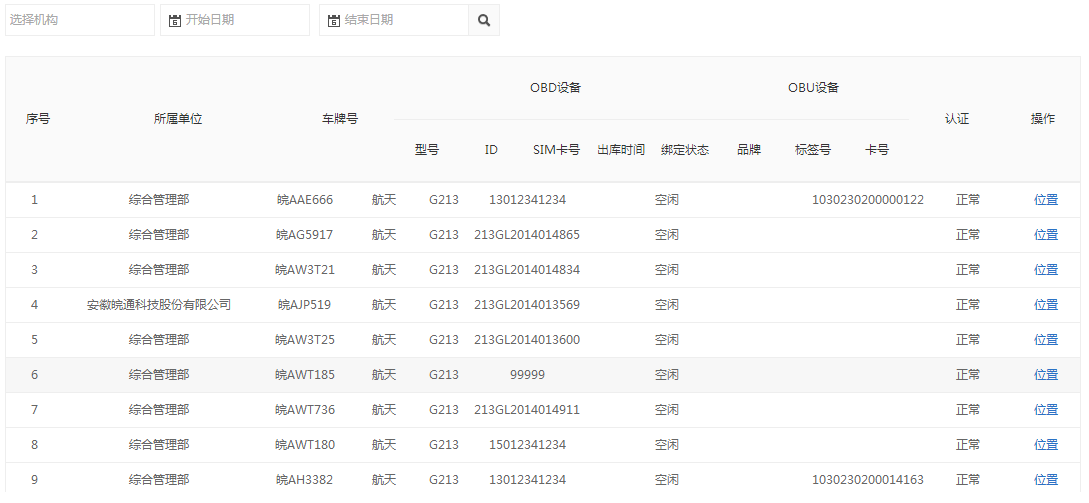 选择机构 开始日期 结束日期
OBD设备 OBU设备
序号 所属单位 车牌号 认证 操作
型号 ID SIM卡号 出库时间 绑定状态 品牌 标签号 卡号
1 综合管理部 皖AAE666 航天 G213 13012341234 空闲 1030230200000122 正常 位置
2 综合管理部 皖AG5917 航天 G213 213GL2014014865 空闲 正常 位置
3 综合管理部 皖AW3T21 航天 G213 213GL2014014834 空闲 正常 位置
4 安徽皖通科技股份有限公司 皖AJP519 航天 G213 213GL2014013569 空闲 正常 位置
5 综合管理部 皖AW3T25 航天 G213 213GL2014013600 空闲 正常 位置
6 综合管理部 皖AWT185 航天 G213 99999 空闲 正常 位置
7 综合管理部 皖AWT736 航天 G213 213GL2014014911 空闲 正常 位置
8 综合管理部 皖AWT180 航天 G213 15012341234 空闲 正常 位置
9 综合管理部 皖AH3382 航天 G213 13012341234 空闲 1030230200014163 正常 位置